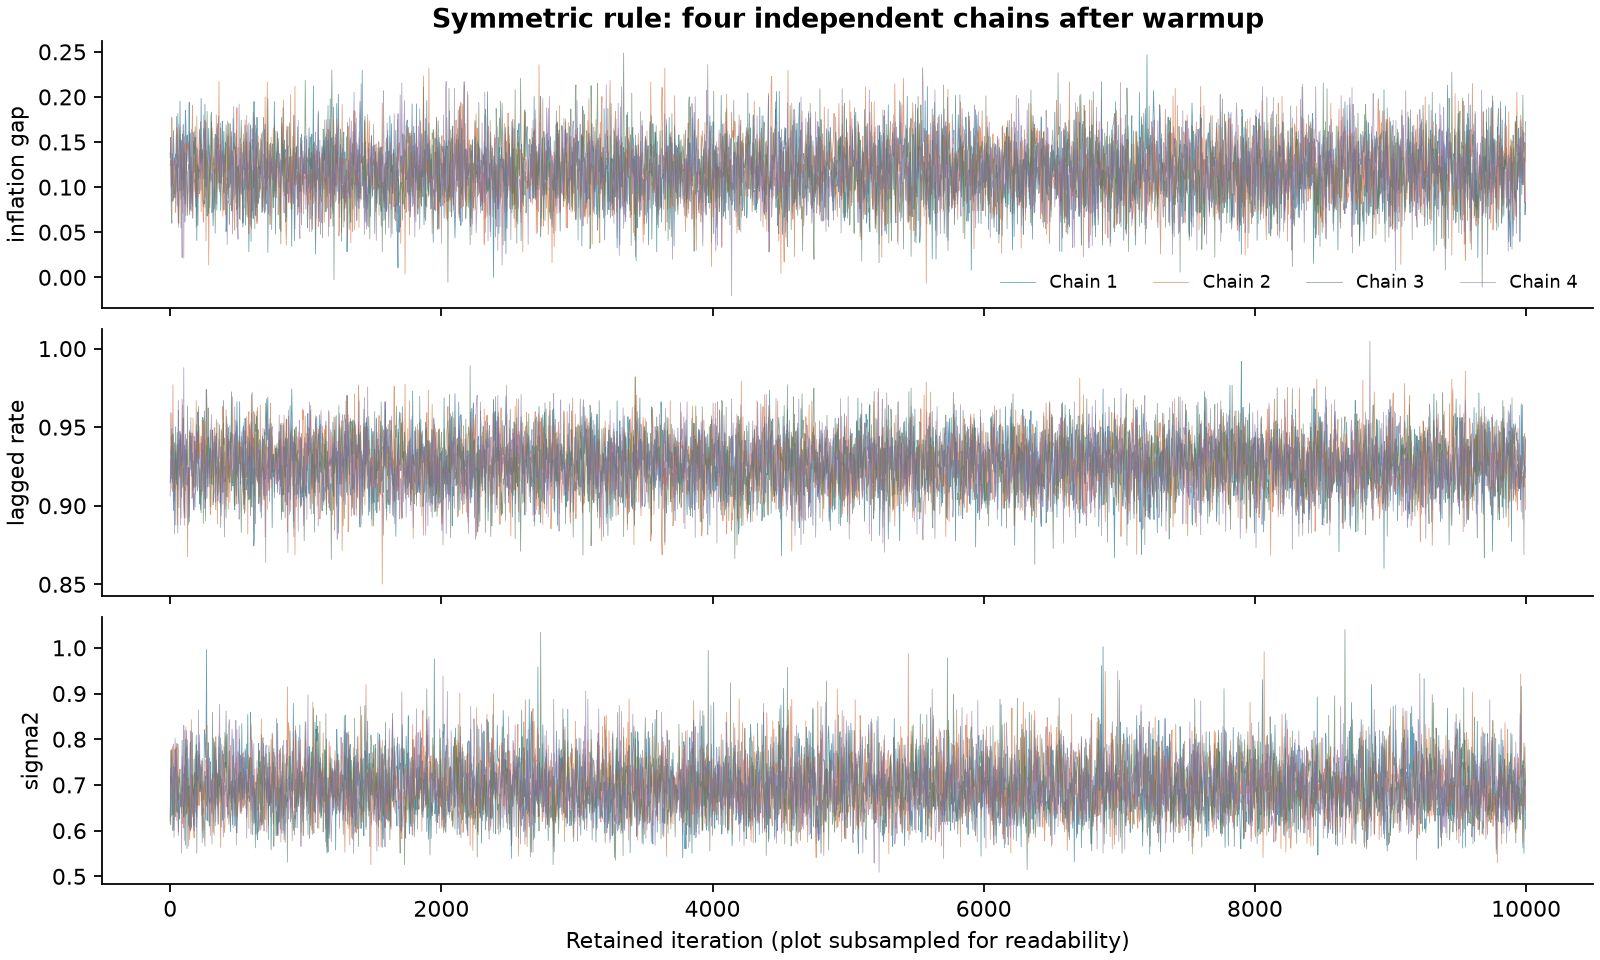 Symmetric rule: four independent chains after warmup
0.25
0.20
0.15
0.10
0.05
0.00
inflation gap
Chain 1 Chain 2 Chain 3 Chain 4
1.00
0.95
0.90
0.85
lagged rate
1.0
0.9
0.8
0.7
0.6
0.5
sigma2
0 2000 4000 6000 8000 10000
Retained iteration (plot subsampled for readability)